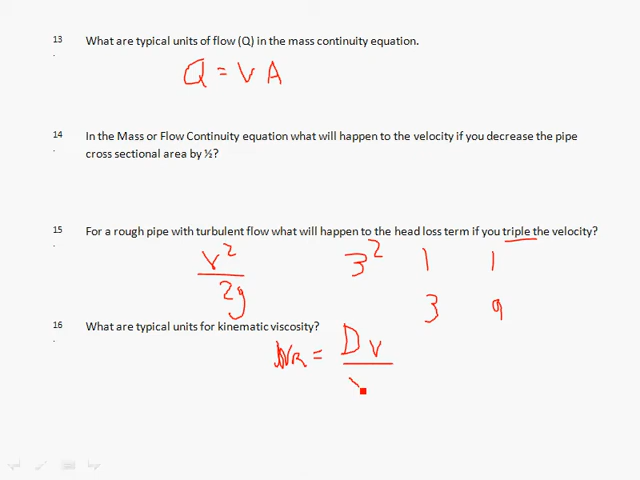 13. What are typical units of flow (Q) in the mass continuity equation.
Q = V A
14. In the Mass or Flow Continuity equation what will happen to the velocity if you decrease the pipe
cross sectional area by ½?
15. For a rough pipe with turbulent flow what will happen to the head loss term if you triple the velocity?
v² / 2g 3² 1 1
3 9
16. What are typical units for kinematic viscosity?
NR = D v